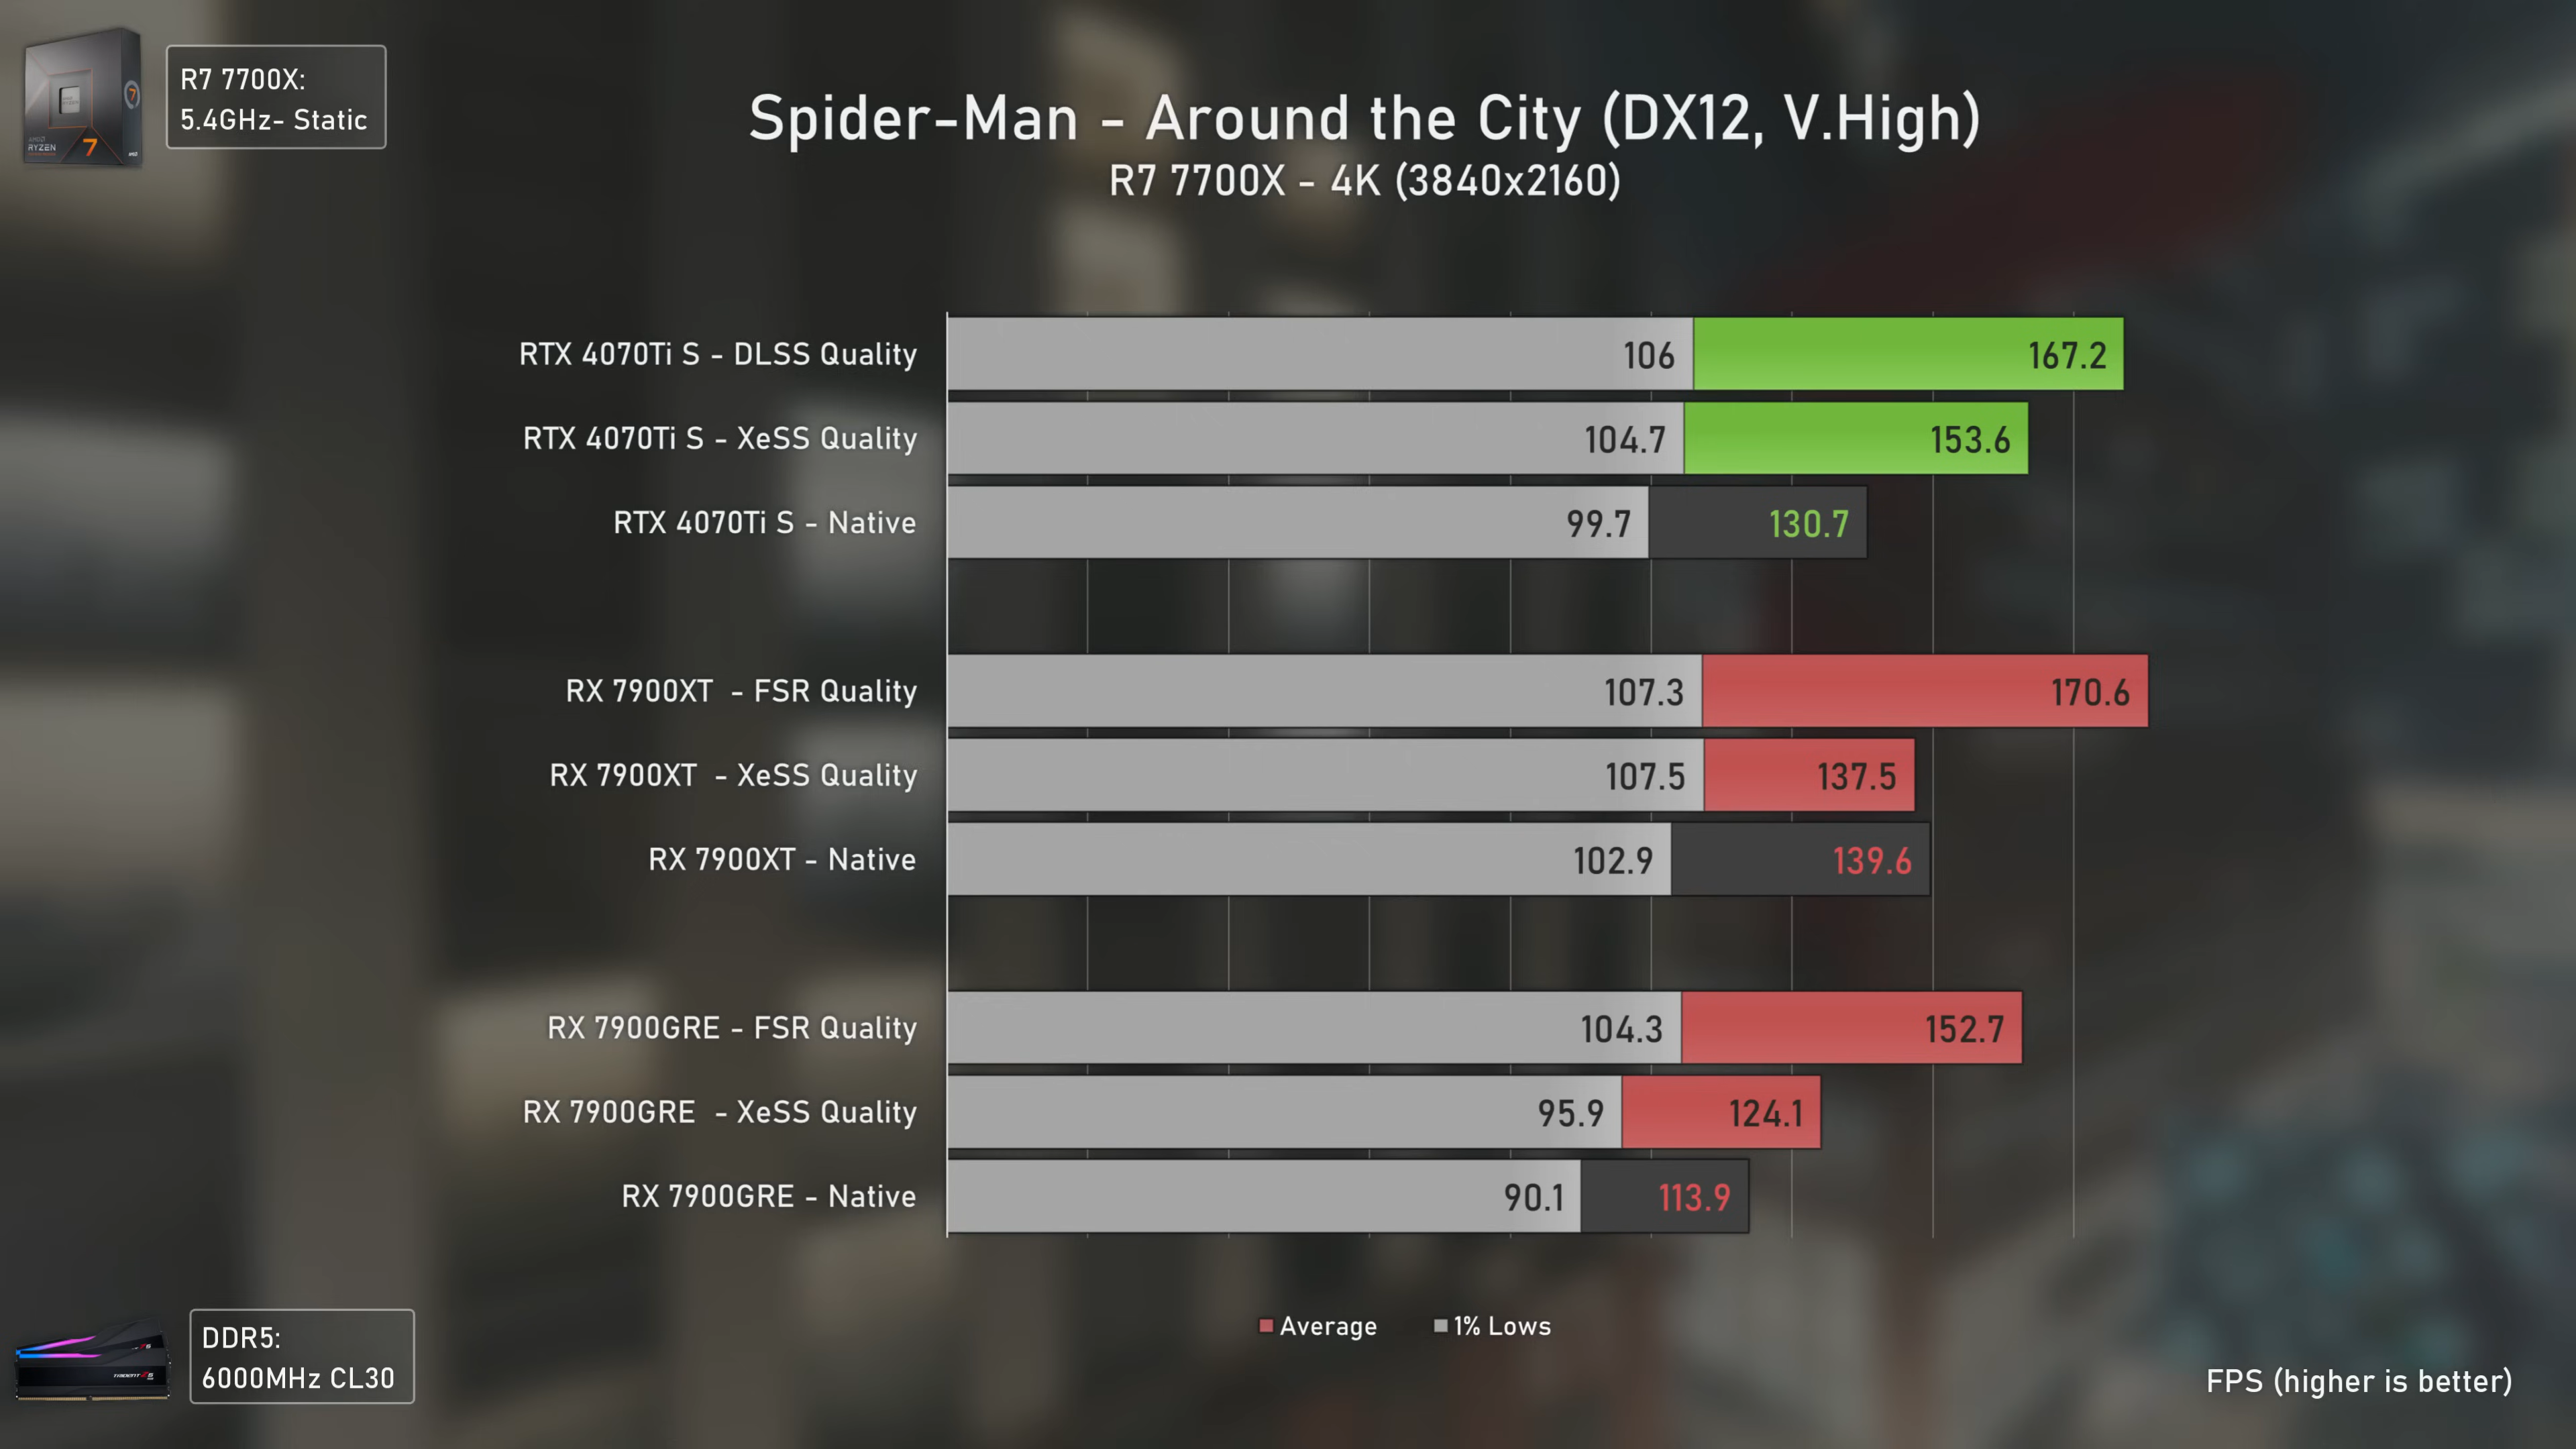 R7 7700X:
5.4GHz- Static
AMD
RYZEN
7
7
Spider-Man - Around the City (DX12, V.High)
R7 7700X - 4K (3840x2160)
RTX 4070Ti S - DLSS Quality 106 167.2
RTX 4070Ti S - XeSS Quality 104.7 153.6
RTX 4070Ti S - Native 99.7 130.7
RX 7900XT - FSR Quality 107.3 170.6
RX 7900XT - XeSS Quality 107.5 137.5
RX 7900XT - Native 102.9 139.6
RX 7900GRE - FSR Quality 104.3 152.7
RX 7900GRE - XeSS Quality 95.9 124.1
RX 7900GRE - Native 90.1 113.9
Average 1% Lows
DDR5:
6000MHz CL30
FPS (higher is better)